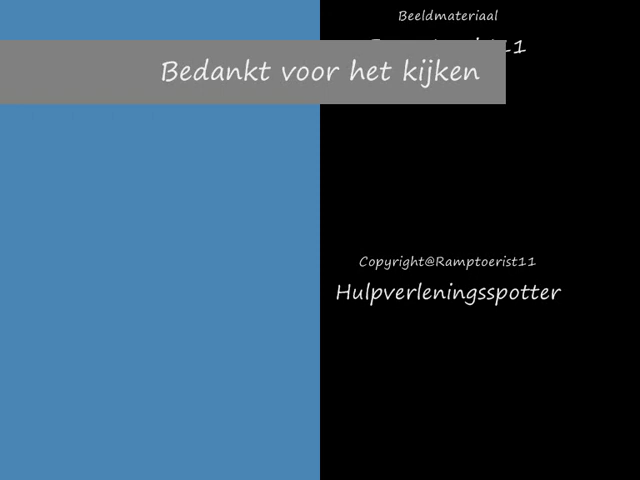 Beeldmateriaal
Bedankt voor het kijken
Copyright@Ramptoerist11
Hulpverleningsspotter